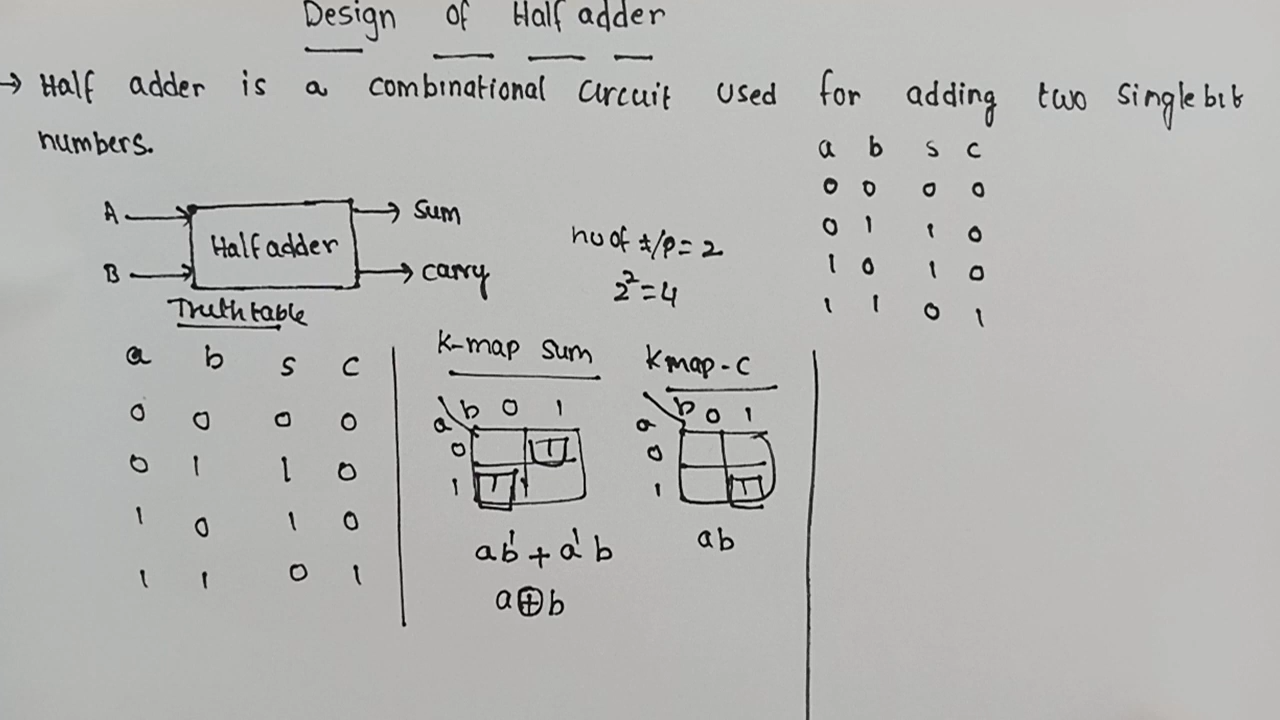 Design of Half adder
→ Half adder is a combinational circuit used for adding two singlebit
numbers.
a b s c
0 0 0 0
0 1 1 0
1 0 1 0
1 1 0 1
A → Half adder → sum
B → → carry
no of I/P = 2
2² = 4
Truth table
a b s c
0 0 0 0
0 1 1 0
1 0 1 0
1 1 0 1
K-map sum
b 0 1
a
0 1
1 1
ab' + a'b
a⊕b
Kmap-c
b 0 1
a
0
1 1
ab